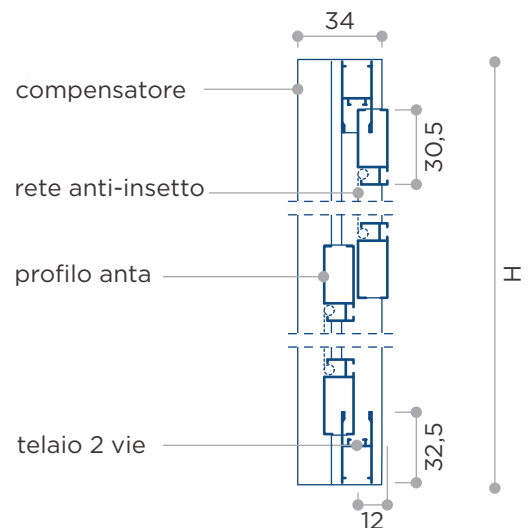 34
compensatore
30,5
rete anti-insetto
profilo anta
H
telaio 2 vie
32,5
12